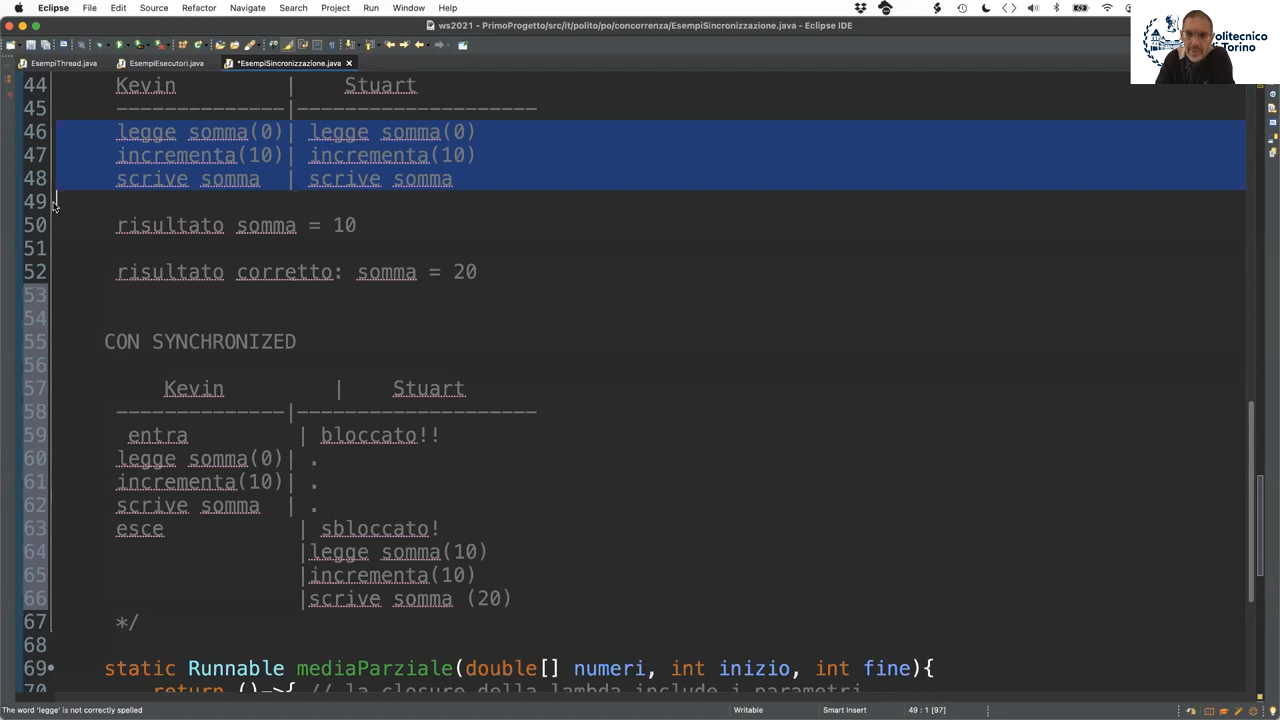 Eclipse File Edit Source Refactor Navigate Search Project Run Window Help
ws2021 - PrimoProgetto/src/it/polito/po/concorrenza/EsempiSincronizzazione.java - Eclipse IDE
Politecnico
di Torino
EsempiThread.java EsempiEsecutori.java *EsempiSincronizzazione.java
44 Kevin | Stuart
45 --------------|--------------------
46 legge somma(0)| legge somma(0)
47 incrementa(10)| incrementa(10)
48 scrive somma | scrive somma
49
50 risultato somma = 10
51
52 risultato corretto: somma = 20
53
54
55 CON SYNCHRONIZED
56
57 Kevin | Stuart
58 --------------|--------------------
59 entra | bloccato!!
60 legge somma(0)| .
61 incrementa(10)| .
62 scrive somma | .
63 esce | sbloccato!
64 |legge somma(10)
65 |incrementa(10)
66 |scrive somma (20)
67 */
68
69 static Runnable mediaParziale(double[] numeri, int inizio, int fine){
70 return ()->{ // la closure della lambda include i parametri
The word 'legge' is not correctly spelled Writable Smart Insert 49 : 1 [97]